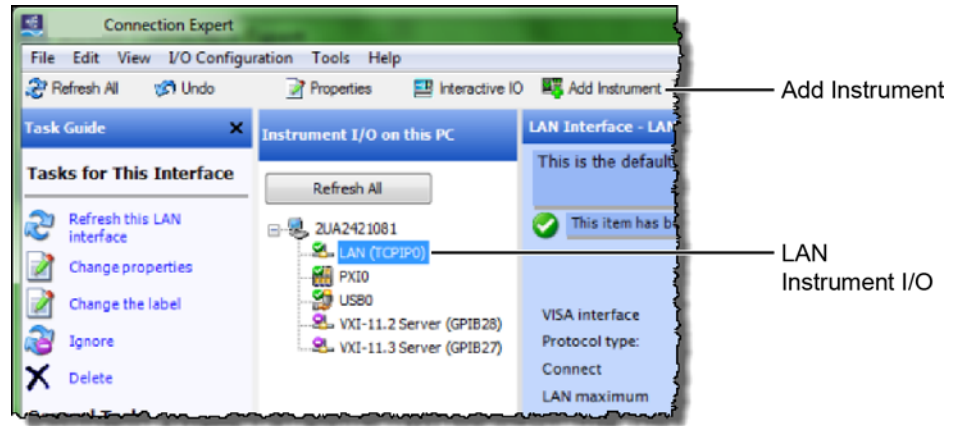 Connection Expert
File Edit View I/O Configuration Tools Help
Refresh All Undo Properties Interactive IO Add Instrument
Add Instrument
Task Guide
Tasks for This Interface
Refresh this LAN
interface
Change properties
Change the label
Ignore
Delete
Instrument I/O on this PC
Refresh All
2UA2421081
LAN (TCPIP0)
PXI0
USB0
VXI-11.2 Server (GPIB28)
VXI-11.3 Server (GPIB27)
LAN Interface - LAN
This is the default
This item has b
VISA interface
Protocol type:
Connect
LAN maximum
LAN
Instrument I/O